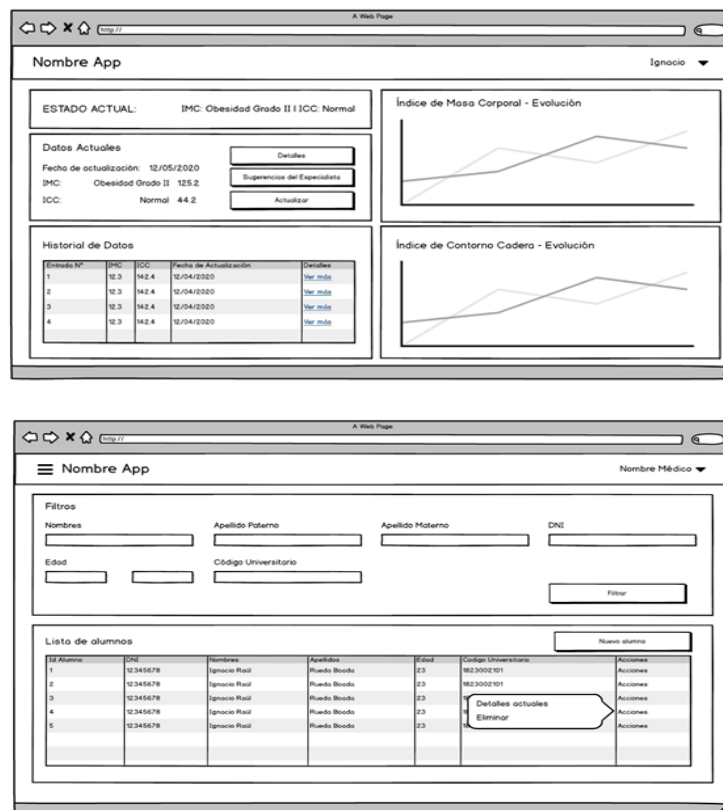 A Web Page
http://
Nombre App
Ignacio
ESTADO ACTUAL: IMC: Obesidad Grado II | ICC: Normal
Datos Actuales
Fecha de actualización: 12/05/2020
IMC: Obesidad Grado II 125.2
ICC: Normal 44.2
Detalles
Sugerencias del Especialista
Actualizar
Historial de Datos
Entrada N° IMC ICC Fecha de Actualización Detalles
1 12.3 142.4 12/04/2020 Ver más
2 12.3 142.4 12/04/2020 Ver más
3 12.3 142.4 12/04/2020 Ver más
4 12.3 142.4 12/04/2020 Ver más
Índice de Masa Corporal - Evolución
Índice de Contorno Cadera - Evolución
A Web Page
http://
Nombre App
Nombre Médico
Filtros
Nombres Apellido Paterno Apellido Materno DNI
Edad Código Universitario
Filtrar
Lista de alumnos
Nuevo alumno
Id Alumno DNI Nombres Apellidos Edad Codigo Universitario Acciones
1 12345678 Ignacio Raúl Rueda Boada 23 1823002101 Acciones
2 12345678 Ignacio Raúl Rueda Boada 23 1823002101 Acciones
3 12345678 Ignacio Raúl Rueda Boada 23 Acciones
4 12345678 Ignacio Raúl Rueda Boada 23 Acciones
5 12345678 Ignacio Raúl Rueda Boada 23 Acciones
Detalles actuales
Eliminar